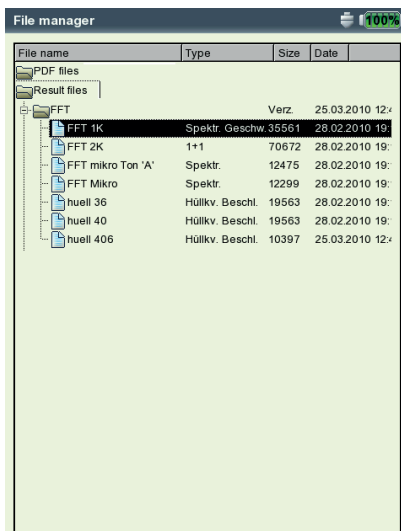 File manager 100%
File name Type Size Date
PDF files
Result files
FFT Verz. 25.03.2010 12:
FFT 1K Spektr. Geschw. 35561 28.02.2010 19:
FFT 2K 1+1 70672 28.02.2010 19:
FFT mikro Ton 'A' Spektr. 12475 28.02.2010 19:
FFT Mikro Spektr. 12299 28.02.2010 19:
huell 36 Hüllkv. Beschl. 19563 28.02.2010 19:
huell 40 Hüllkv. Beschl. 19563 28.02.2010 19:
huell 406 Hüllkv. Beschl. 10397 25.03.2010 12: